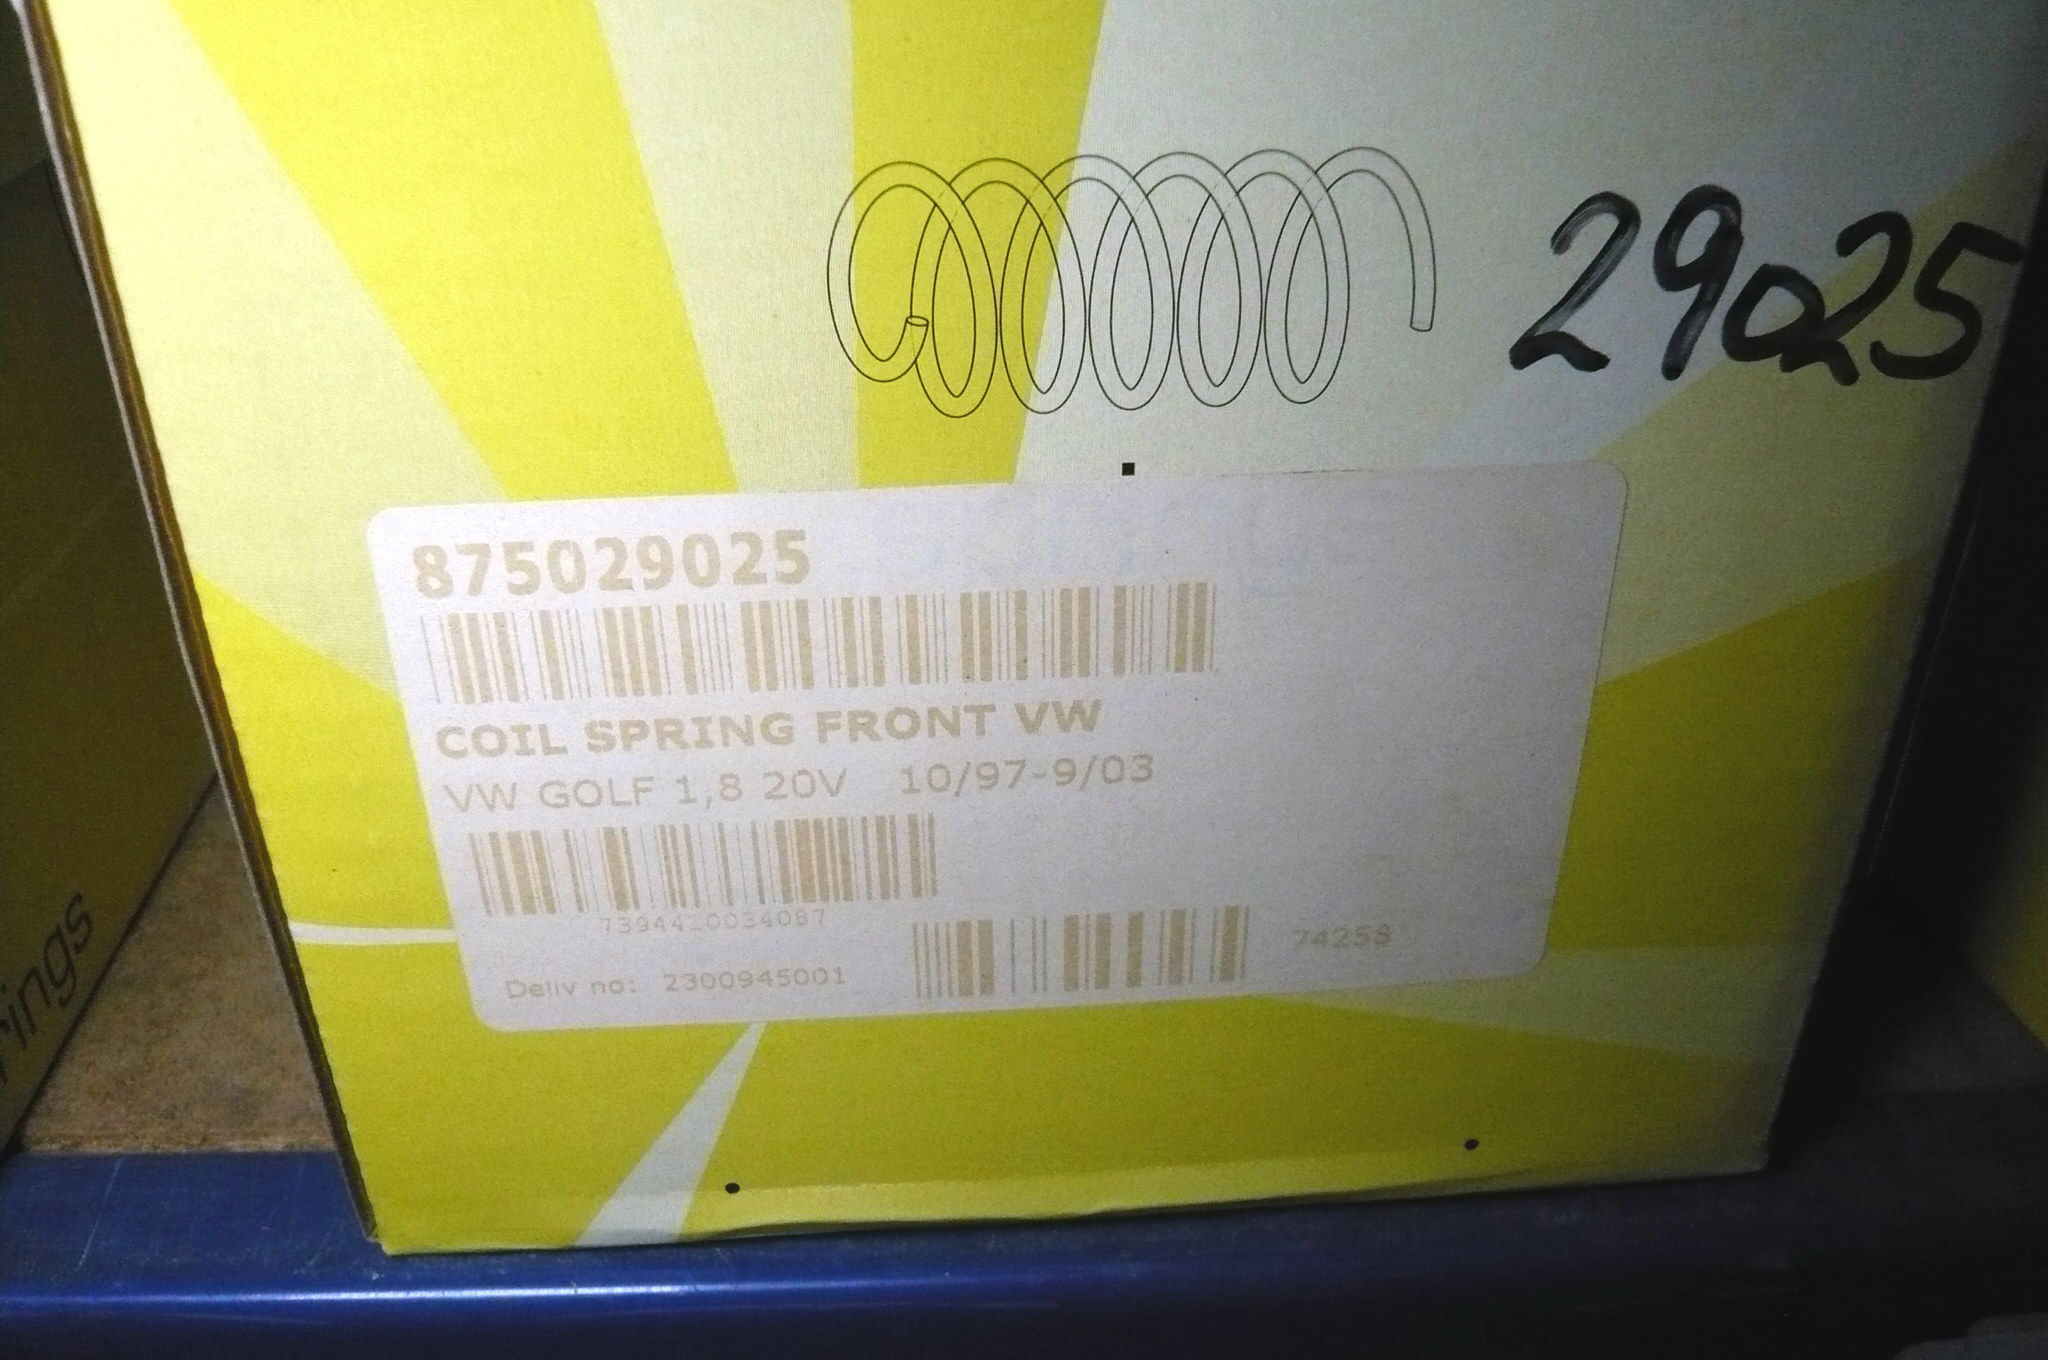 29025
875029025
COIL SPRING FRONT VW
VW GOLF 1,8 20V 10/97-9/03
7394420034087
Deliv no: 2300945001
74258
rings